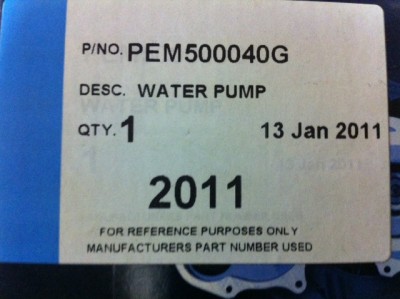 P/NO. PEM500040G
DESC. WATER PUMP
QTY. 1 13 Jan 2011
2011
FOR REFERENCE PURPOSES ONLY
MANUFACTURERS PART NUMBER USED